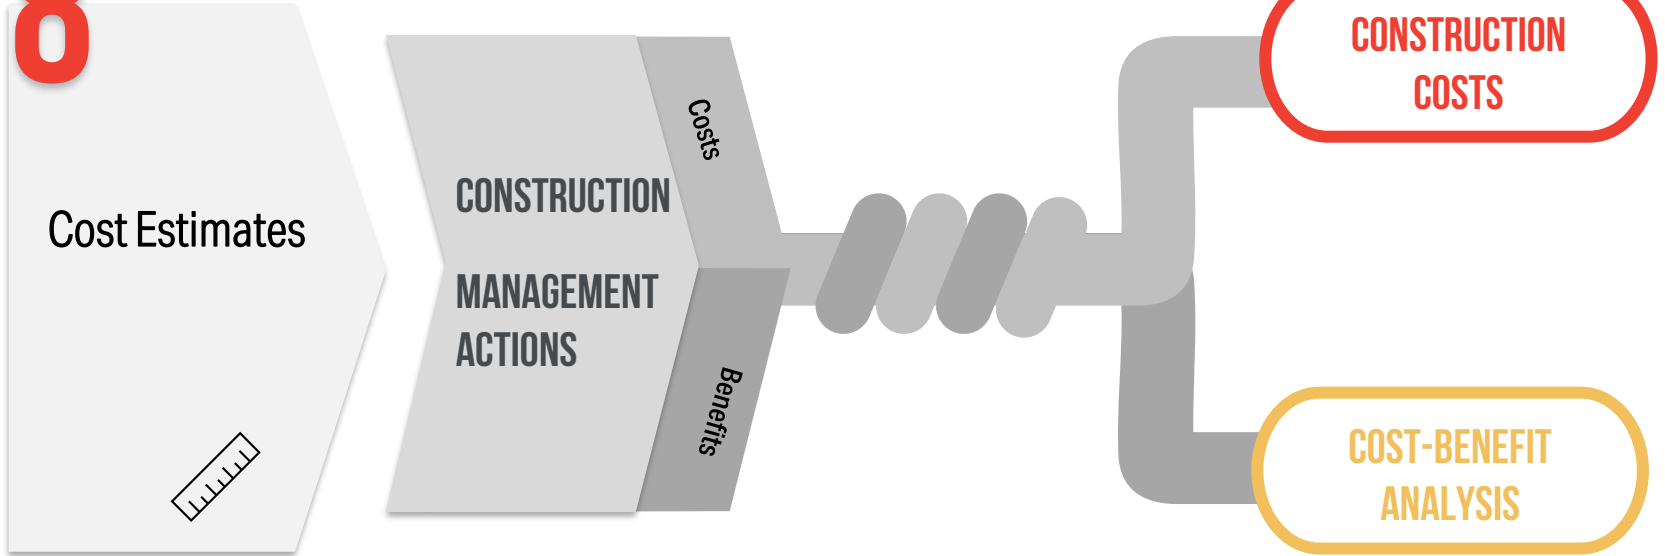 8
Cost Estimates
CONSTRUCTION
MANAGEMENT
ACTIONS
Costs
Benefits
CONSTRUCTION
COSTS
COST-BENEFIT
ANALYSIS